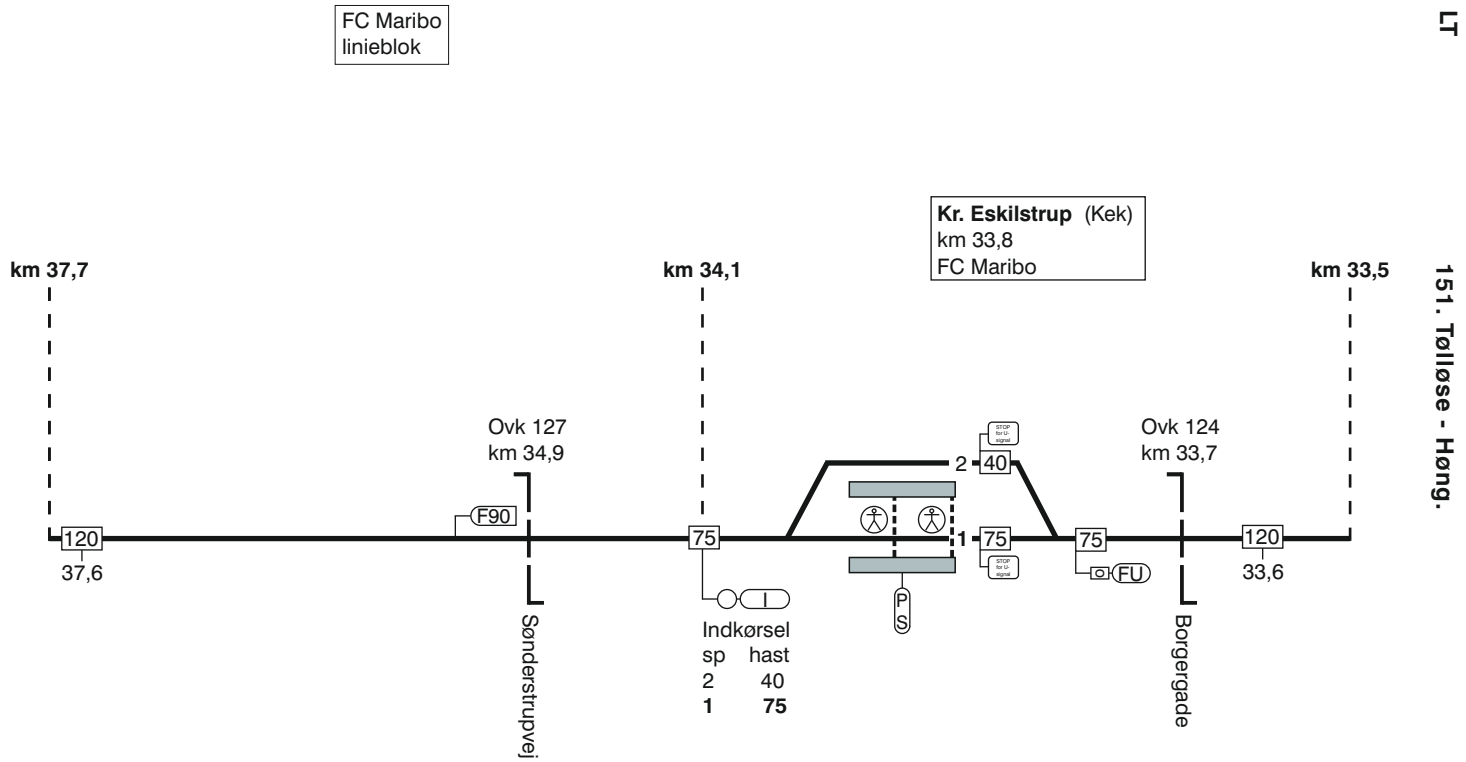 FC Maribo
linieblok
LT
151. Tølløse - Høng.
Kr. Eskilstrup (Kek)
km 33,8
FC Maribo
km 37,7
km 34,1
km 33,5
Ovk 127
km 34,9
Ovk 124
km 33,7
STOP
for U-
signal
2 40
F90
120
37,6
75
1 75
75
120
33,6
STOP
for U-
signal
FU
I
P
S
Indkørsel
sp hast
2 40
1 75
Sønderstrupvej
Borgergade